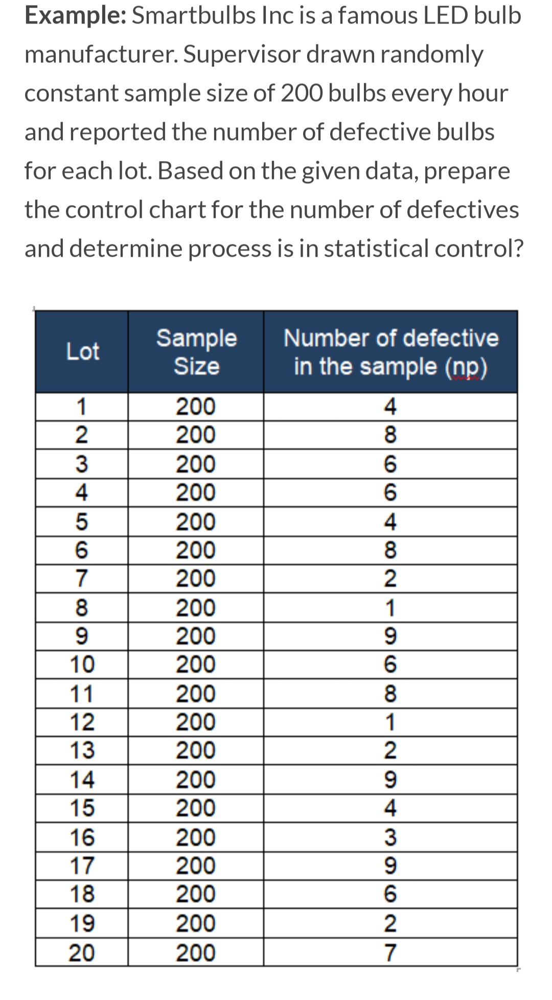 Example: Smartbulbs Inc is a famous LED bulb
manufacturer. Supervisor drawn randomly
constant sample size of 200 bulbs every hour
and reported the number of defective bulbs
for each lot. Based on the given data, prepare
the control chart for the number of defectives
and determine process is in statistical control?
Lot Sample Size Number of defective in the sample (np)
1 200 4
2 200 8
3 200 6
4 200 6
5 200 4
6 200 8
7 200 2
8 200 1
9 200 9
10 200 6
11 200 8
12 200 1
13 200 2
14 200 9
15 200 4
16 200 3
17 200 9
18 200 6
19 200 2
20 200 7